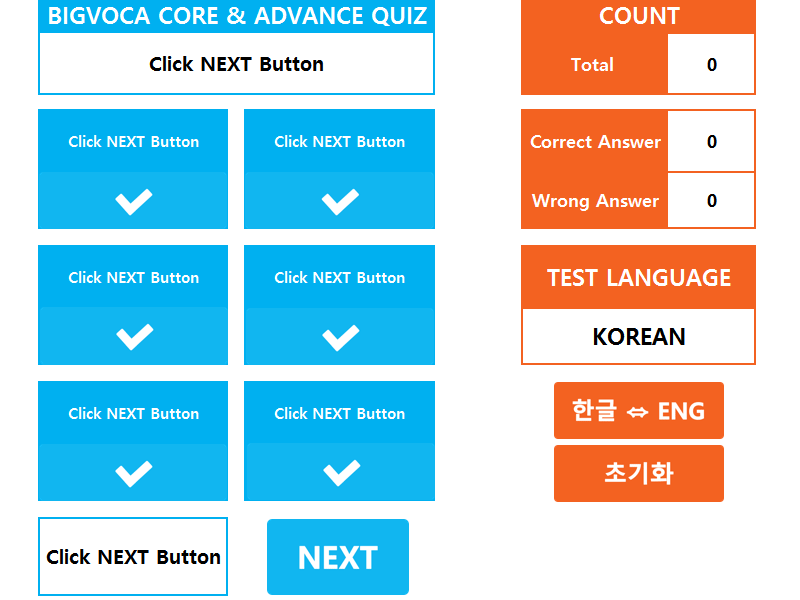 BIGVOCA CORE & ADVANCE QUIZ
Click NEXT Button
Click NEXT Button
Click NEXT Button
Click NEXT Button
Click NEXT Button
Click NEXT Button
Click NEXT Button
Click NEXT Button
NEXT
COUNT
Total 0
Correct Answer 0
Wrong Answer 0
TEST LANGUAGE
KOREAN
한글 ⇔ ENG
초기화